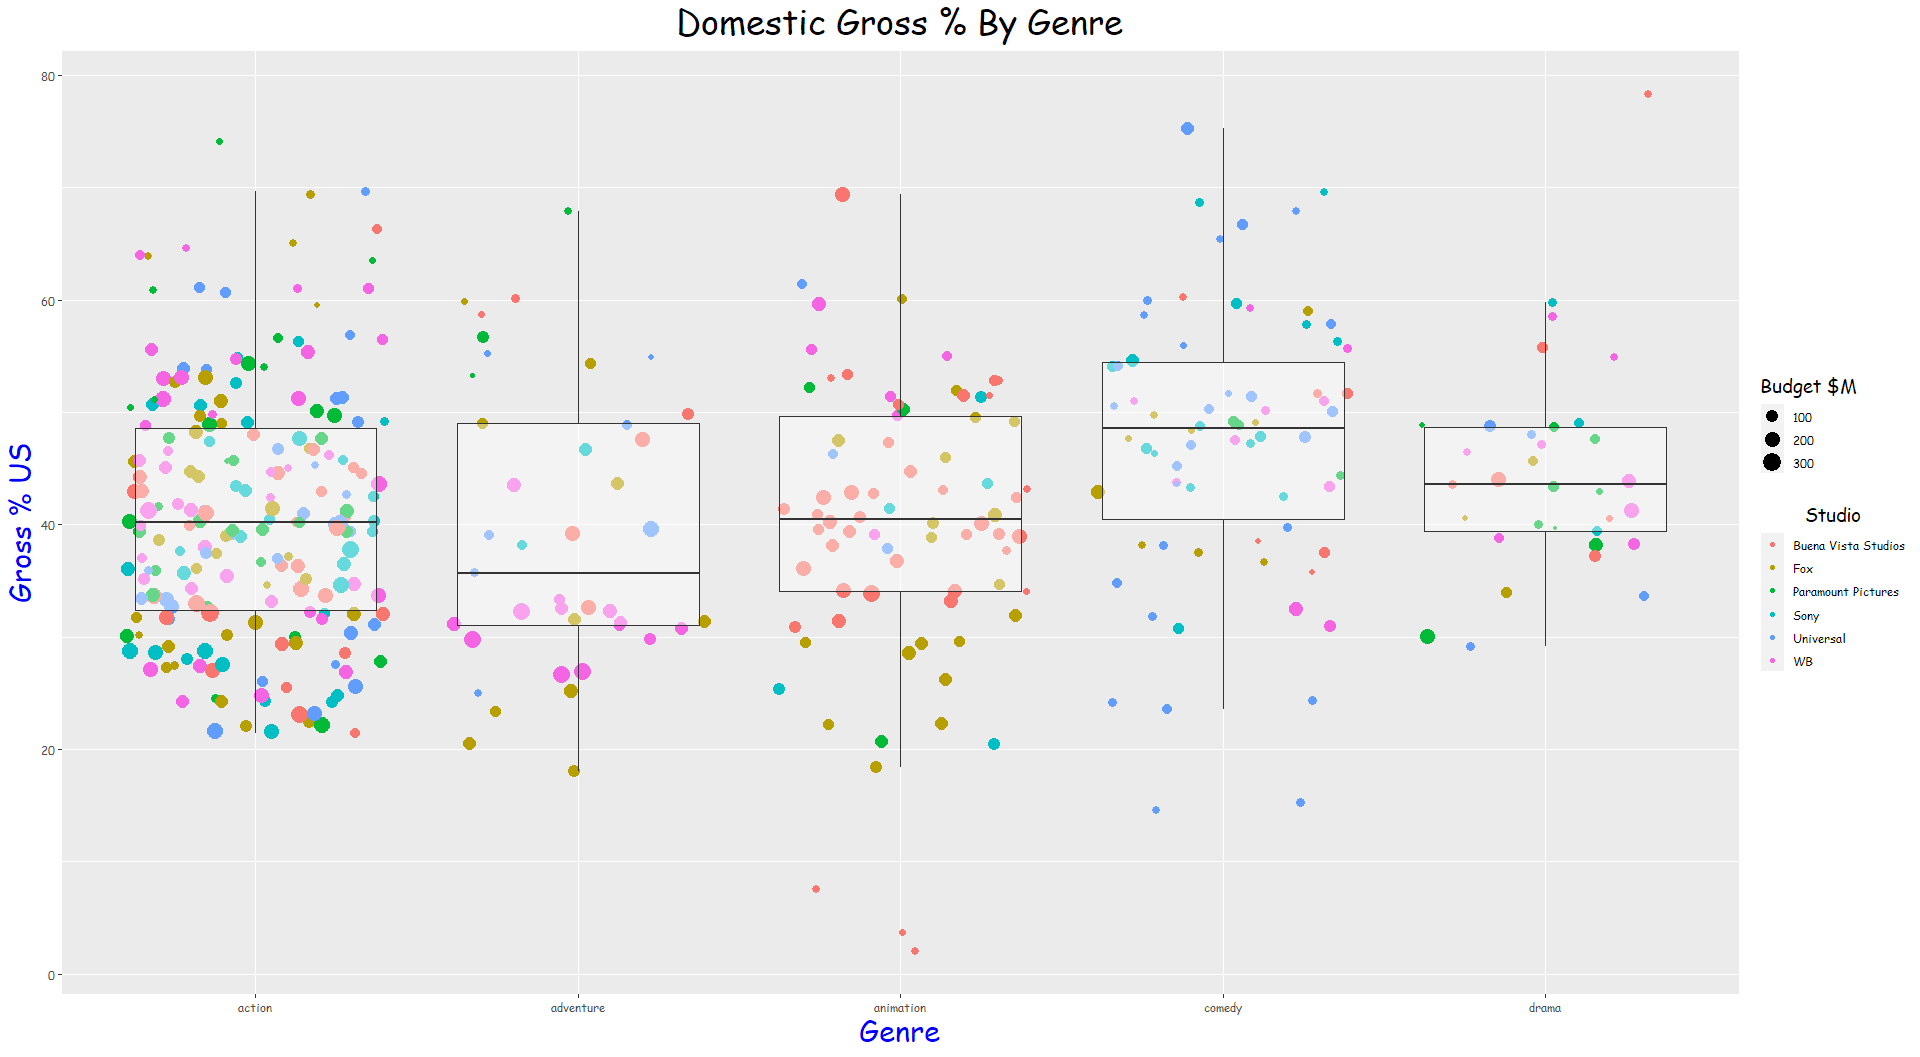 Domestic Gross % By Genre
Gross % US
80
60
40
20
0
action
adventure
animation
comedy
drama
Genre
Budget $M
100
200
300
Studio
Buena Vista Studios
Fox
Paramount Pictures
Sony
Universal
WB